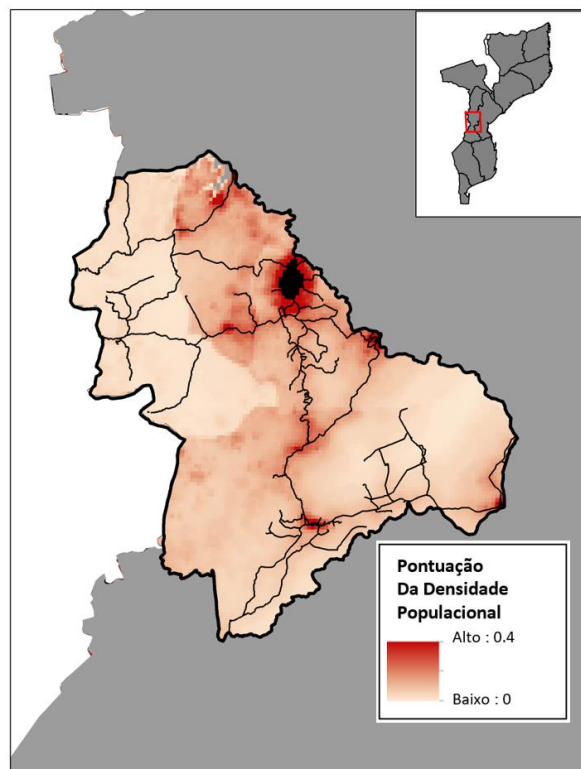 Pontuação
Da Densidade
Populacional
Alto : 0.4
Baixo : 0